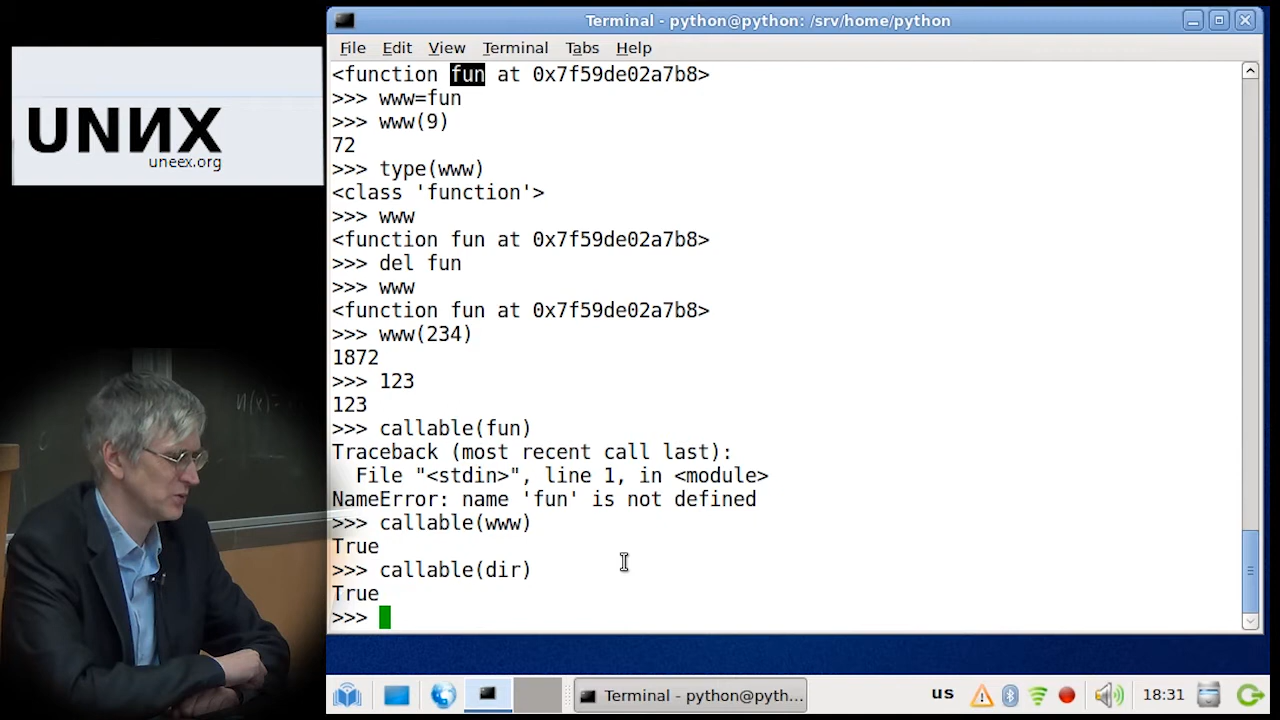 Terminal - python@python: /srv/home/python
File Edit View Terminal Tabs Help
<function fun at 0x7f59de02a7b8>
>>> www=fun
>>> www(9)
72
>>> type(www)
<class 'function'>
>>> www
<function fun at 0x7f59de02a7b8>
>>> del fun
>>> www
<function fun at 0x7f59de02a7b8>
>>> www(234)
1872
>>> 123
123
>>> callable(fun)
Traceback (most recent call last):
  File "<stdin>", line 1, in <module>
NameError: name 'fun' is not defined
>>> callable(www)
True
>>> callable(dir)
True
>>>
UNИX
uneex.org
Terminal - python@pyth...
us
18:31